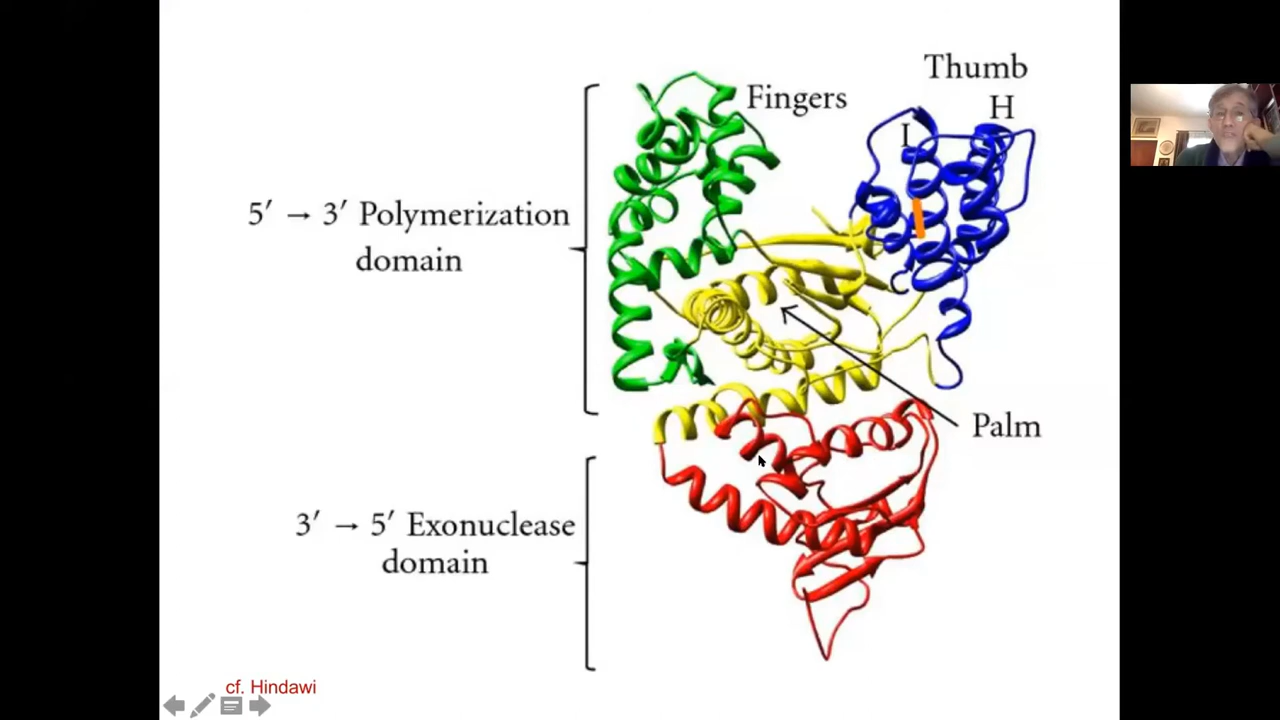 Thumb
Fingers
H
I
5′ → 3′ Polymerization
domain
C
Palm
3′ → 5′ Exonuclease
domain
cf. Hindawi